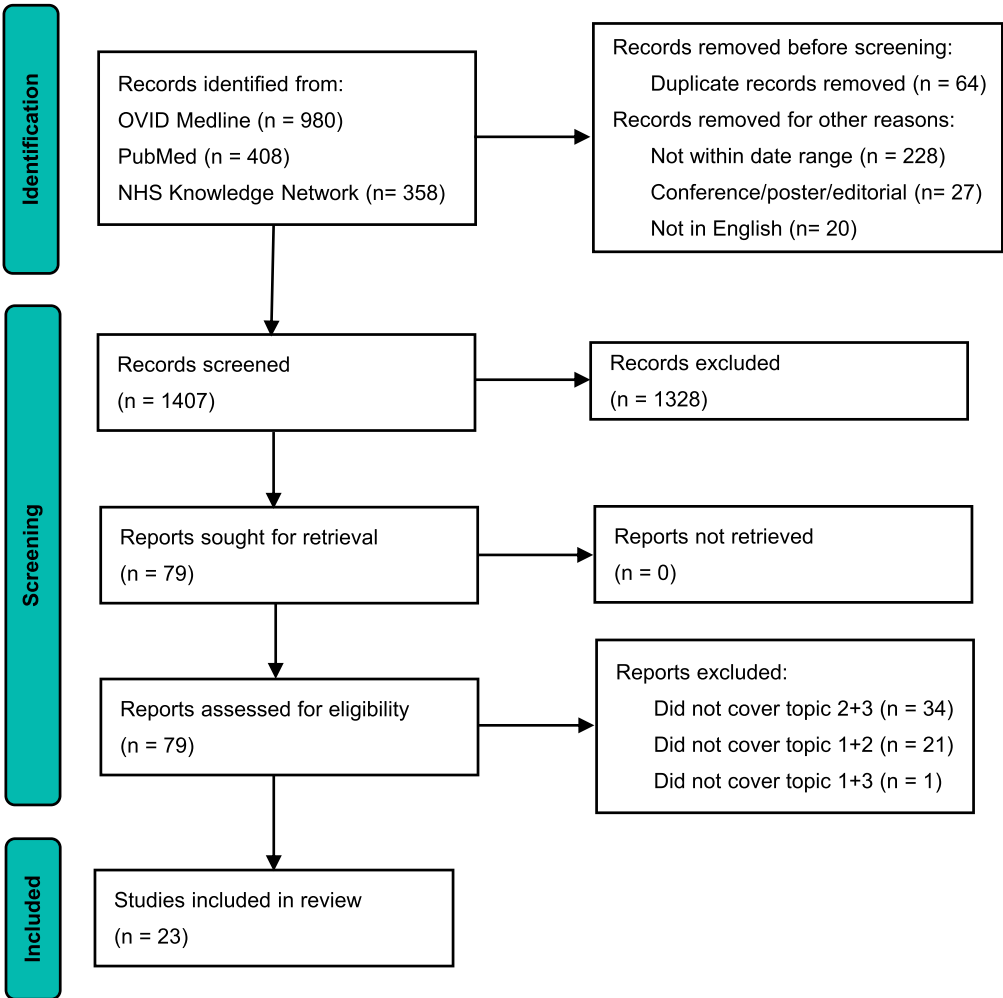 Identification
Records identified from:
OVID Medline (n = 980)
PubMed (n = 408)
NHS Knowledge Network (n= 358)
Records removed before screening:
Duplicate records removed (n = 64)
Records removed for other reasons:
Not within date range (n = 228)
Conference/poster/editorial (n= 27)
Not in English (n= 20)
Screening
Records screened
(n = 1407)
Records excluded
(n = 1328)
Reports sought for retrieval
(n = 79)
Reports not retrieved
(n = 0)
Reports assessed for eligibility
(n = 79)
Reports excluded:
Did not cover topic 2+3 (n = 34)
Did not cover topic 1+2 (n = 21)
Did not cover topic 1+3 (n = 1)
Included
Studies included in review
(n = 23)